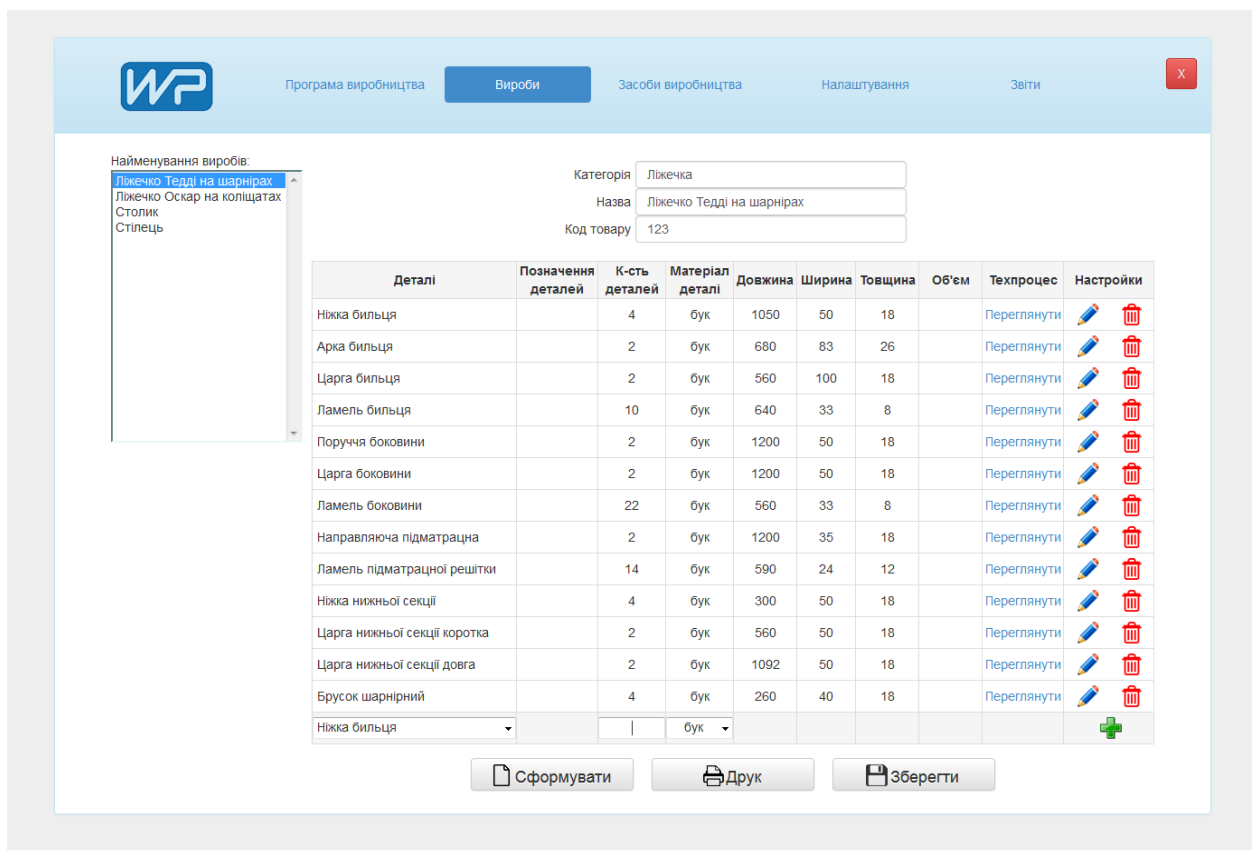 WP Програма виробництва Вироби Засоби виробництва Налаштування Звіти X
Найменування виробів:
Ліжечко Тедді на шарнірах
Ліжечко Оскар на коліщатах
Столик
Стілець
Категорія Ліжечка
Назва Ліжечко Тедді на шарнірах
Код товару 123
Деталі Позначення деталей К-сть деталей Матеріал деталі Довжина Ширина Товщина Об'єм Техпроцес Настройки
Ніжка бильця 4 бук 1050 50 18 Переглянути
Арка бильця 2 бук 680 83 26 Переглянути
Царга бильця 2 бук 560 100 18 Переглянути
Ламель бильця 10 бук 640 33 8 Переглянути
Поруччя боковини 2 бук 1200 50 18 Переглянути
Царга боковини 2 бук 1200 50 18 Переглянути
Ламель боковини 22 бук 560 33 8 Переглянути
Направляюча підматрацна 2 бук 1200 35 18 Переглянути
Ламель підматрацної решітки 14 бук 590 24 12 Переглянути
Ніжка нижньої секції 4 бук 300 50 18 Переглянути
Царга нижньої секції коротка 2 бук 560 50 18 Переглянути
Царга нижньої секції довга 2 бук 1092 50 18 Переглянути
Брусок шарнірний 4 бук 260 40 18 Переглянути
Ніжка бильця бук
Сформувати Друк Зберегти